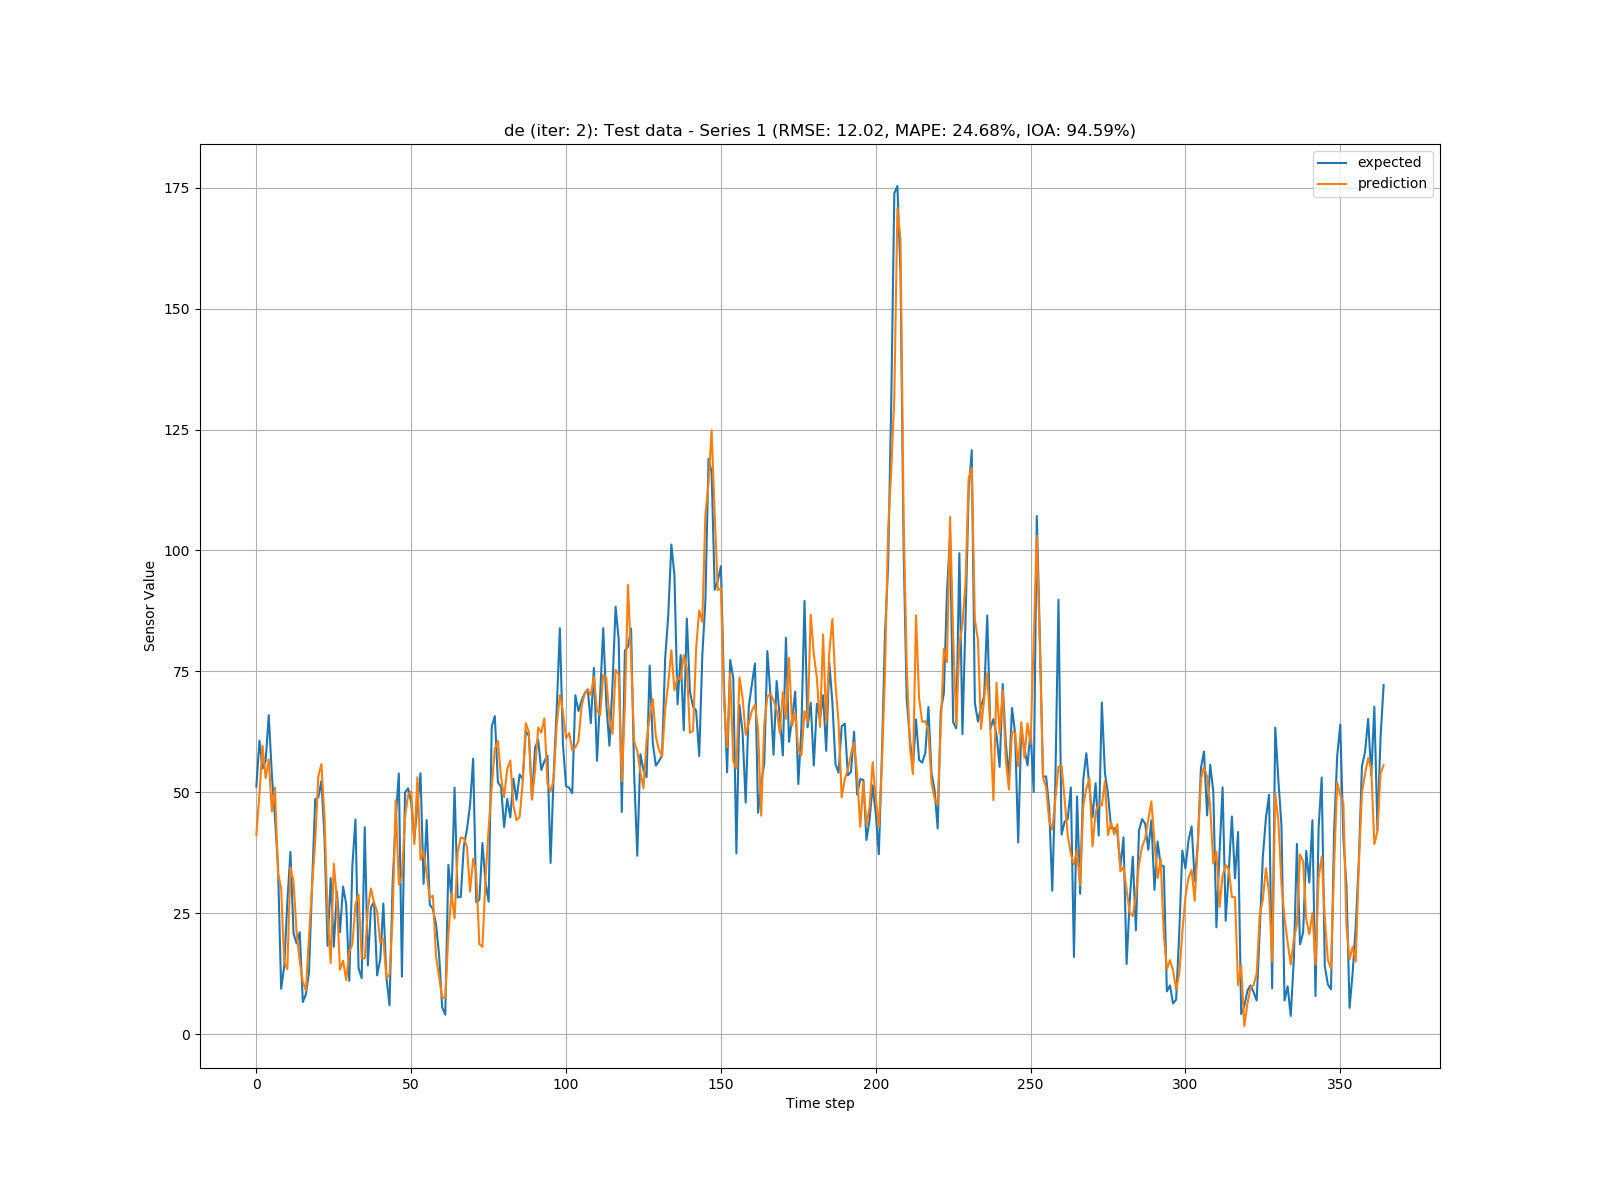 de (iter: 2): Test data - Series 1 (RMSE: 12.02, MAPE: 24.68%, IOA: 94.59%)
expected
prediction
175
150
125
100
75
50
25
0
Sensor Value
0 50 100 150 200 250 300 350
Time step